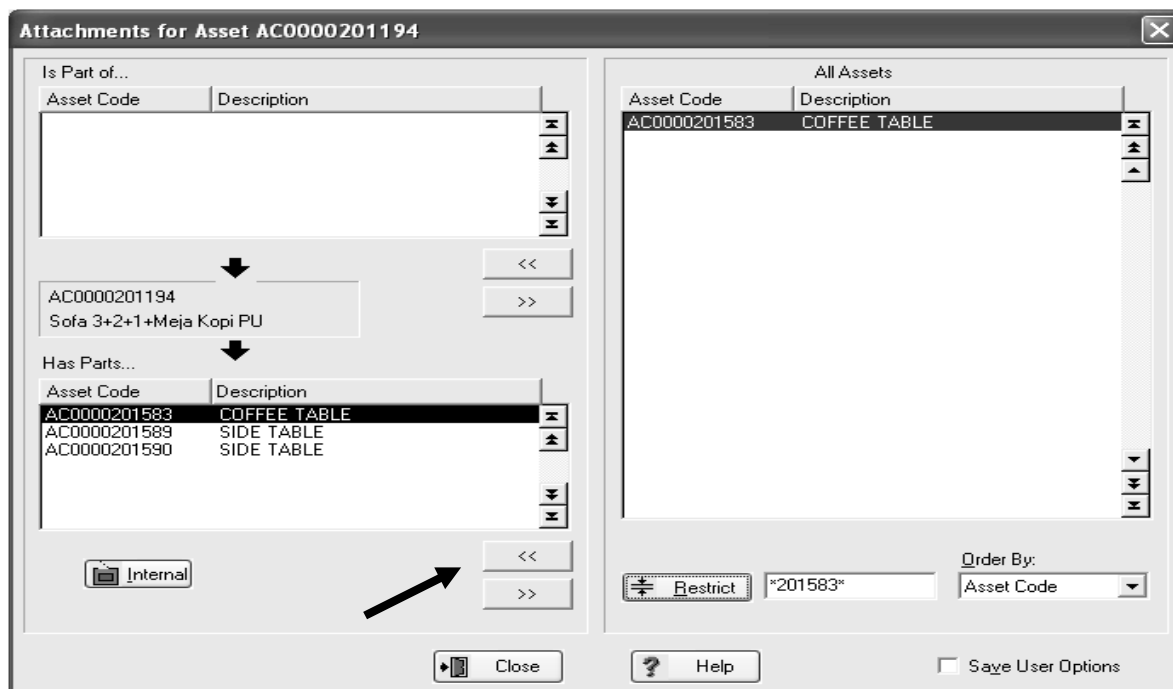 Attachments for Asset AC0000201194
Is Part of...
Asset Code Description
<<
>>
AC0000201194
Sofa 3+2+1+Meja Kopi PU
Has Parts...
Asset Code Description
AC0000201583 COFFEE TABLE
AC0000201589 SIDE TABLE
AC0000201590 SIDE TABLE
Internal
<<
>>
All Assets
Asset Code Description
AC0000201583 COFFEE TABLE
Order By:
Restrict *201583* Asset Code
Close Help Save User Options